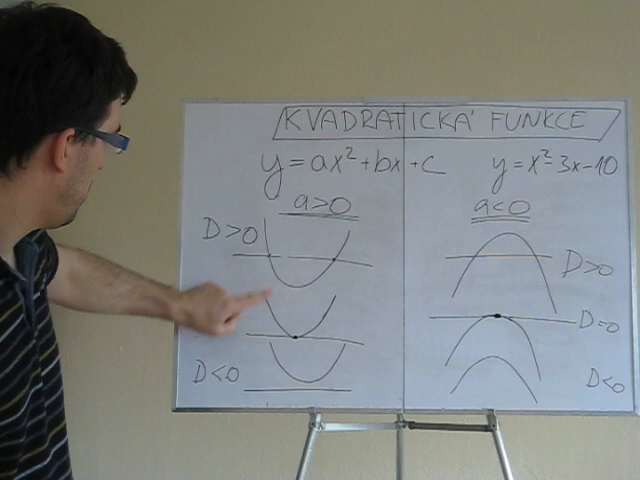 KVADRATICKÁ FUNKCE
y=ax²+bx+c
y=x²-3x-10
a>0
a<0
D>0
D>0
D=0
D<0
D<0